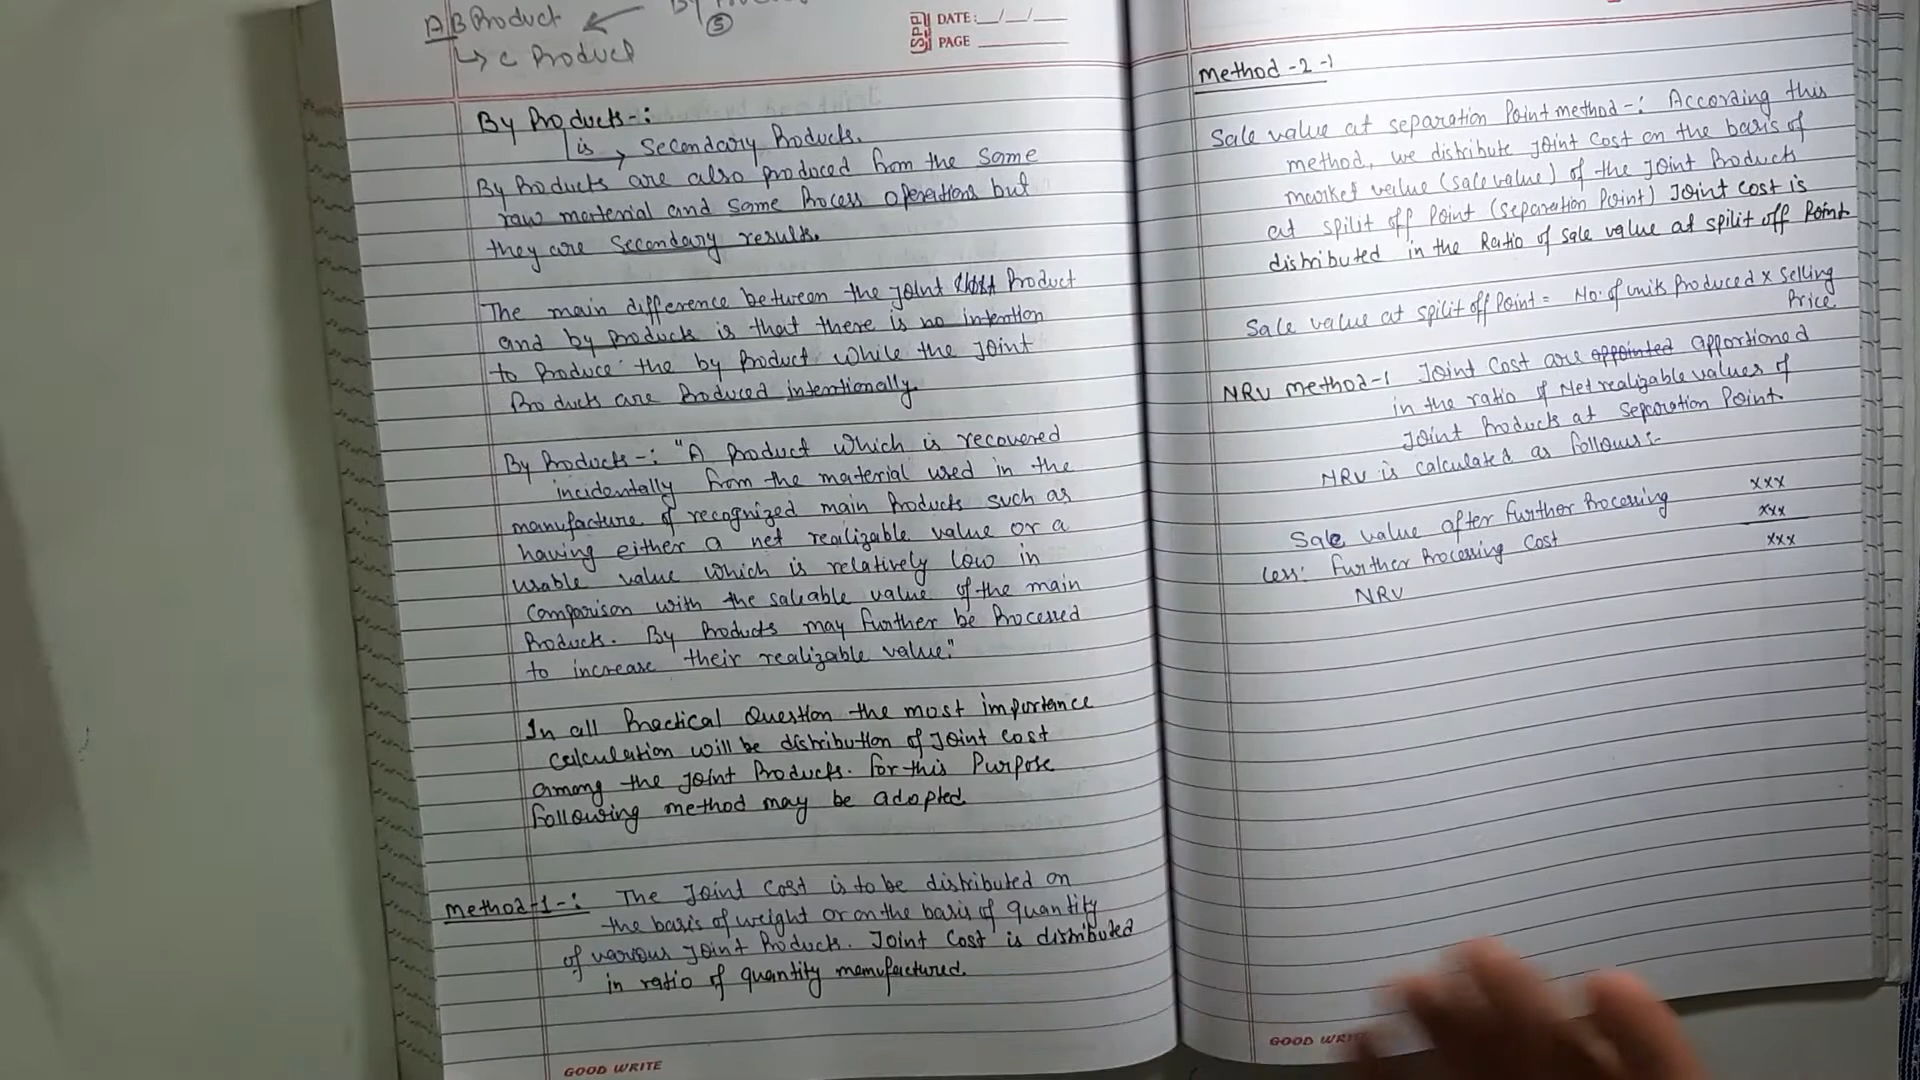 AB Product
↳ C Product
⑤
SPP DATE:__/__/___
PAGE
By Products-:
is → Secondary Products.
By Products are also produced from the same
raw material and same Process operations but
they are Secondary results.
The main difference between the joint Product
and by products is that there is no intention
to Produce the by Product while the joint
Products are Produced intentionally.
By Products-: "A Product which is recovered
incidentally from the material used in the
manufacture of recognized main Products such as
having either a net realizable value or a
usable value which is relatively low in
comparison with the saleable value of the main
Products. By Products may further be Processed
to increase their realizable value."
In all Practical Question the most importance
calculation will be distribution of Joint cost
among the joint Products. For this Purpose
following method may be adopted.
Method-1-: The Joint Cost is to be distributed on
the basis of weight or on the basis of quantity
of various Joint Products. Joint Cost is distributed
in ratio of quantity manufactured.
GOOD WRITE
Method-2-1
Sale value at separation Point method-: According this
method, we distribute joint Cost on the basis of
market value (sale value) of the Joint Products
at spilit off Point (separation Point) Joint cost is
distributed in the Ratio of sale value at spilit off Point
Sale value at spilit off Point = No. of units Produced × Selling
Price.
NRV method-1 Joint Cost are appointed apportioned
in the ratio of Net realizable values of
Joint Products at separation Point.
NRV is calculated as follows:-
Sale value after further Processing xxx
less: further Processing Cost xxx
NRV xxx
GOOD WRITE